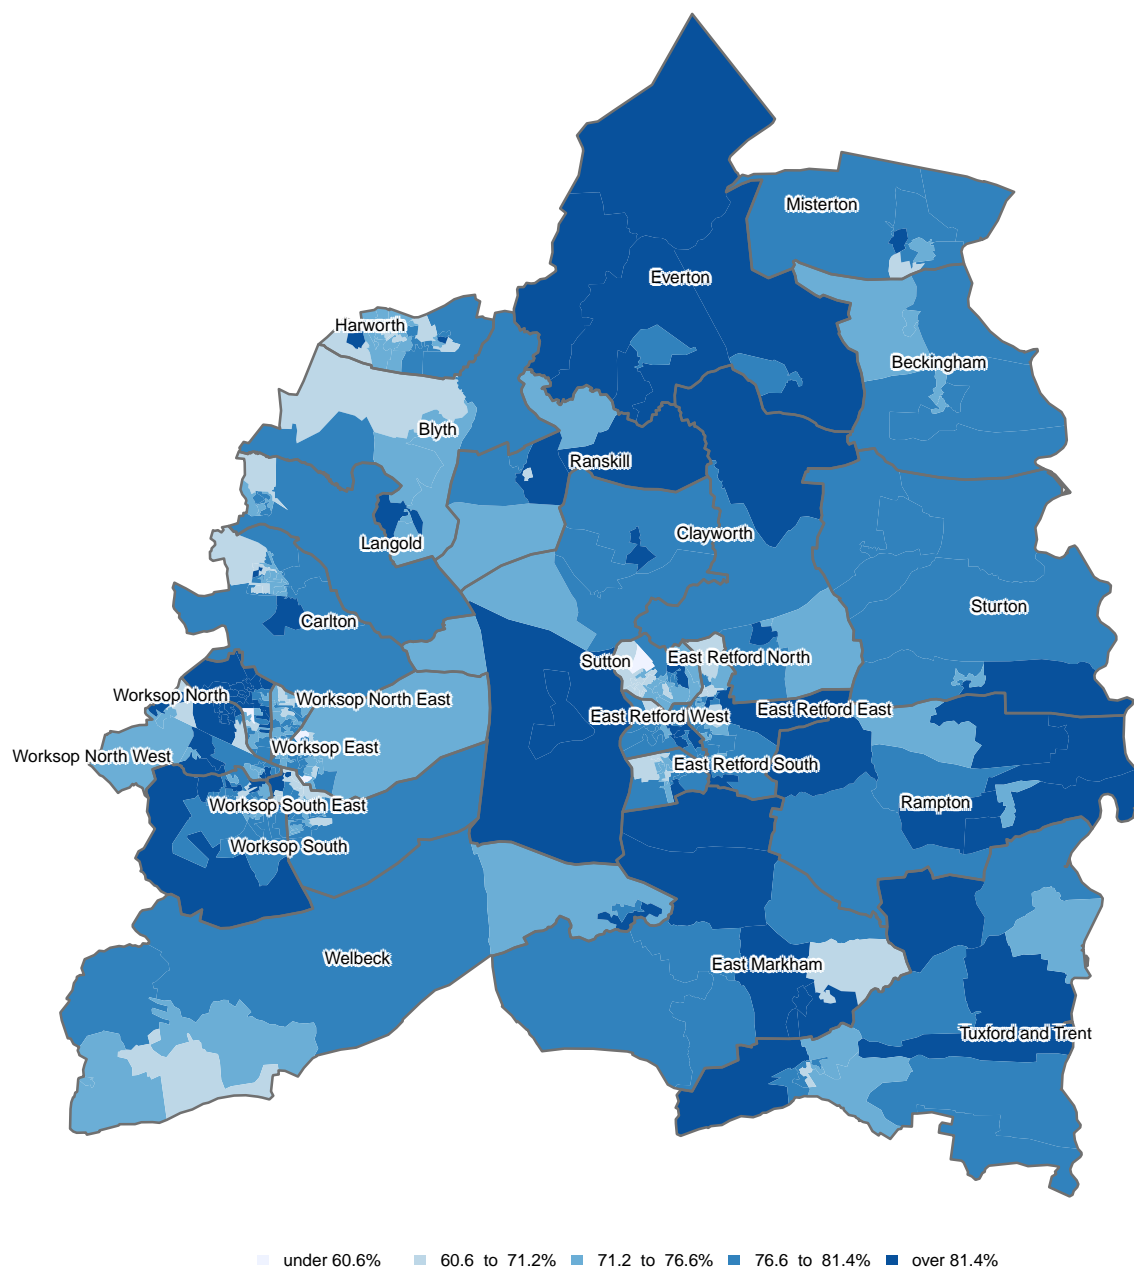 Misterton
Everton
Harworth
Beckingham
Blyth
Ranskill
Clayworth
Langold
Sturton
Carlton
Sutton
East Retford North
Worksop North
Worksop North East
East Retford East
East Retford West
Worksop East
Worksop North West
East Retford South
Rampton
Worksop South East
Worksop South
Welbeck
East Markham
Tuxford and Trent
under 60.6% 60.6 to 71.2% 71.2 to 76.6% 76.6 to 81.4% over 81.4%